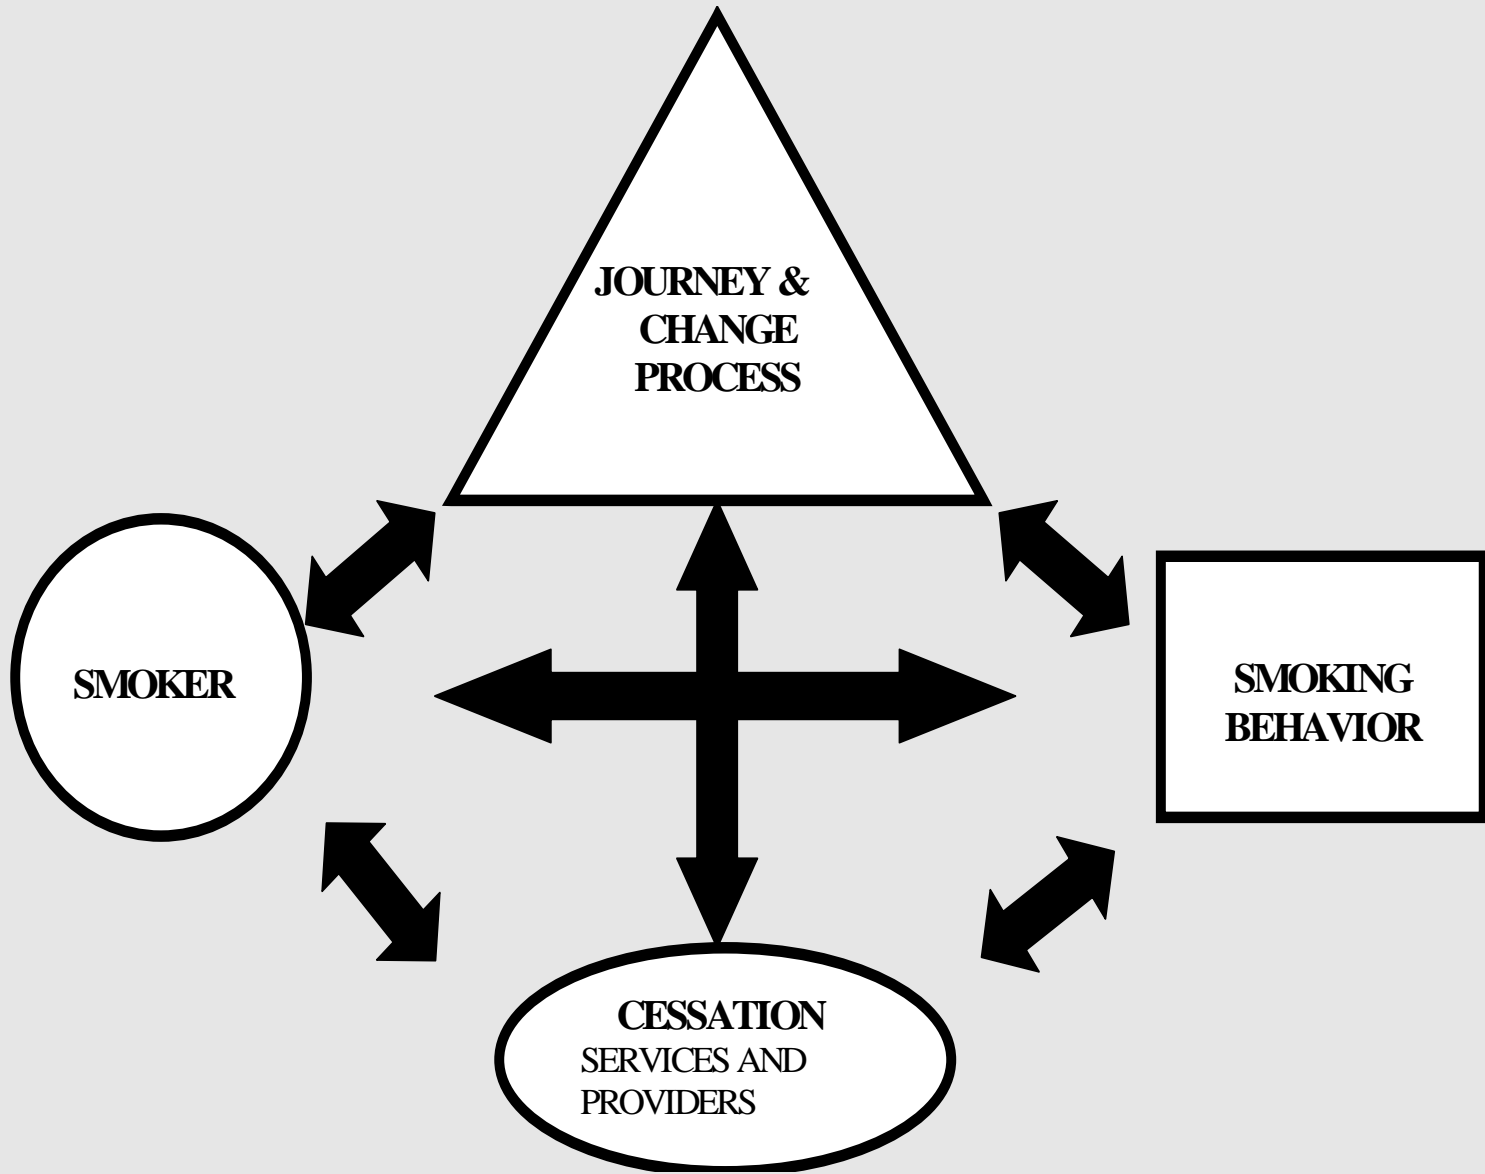 JOURNEY &
CHANGE
PROCESS
SMOKER
SMOKING
BEHAVIOR
CESSATION
SERVICES AND
PROVIDERS